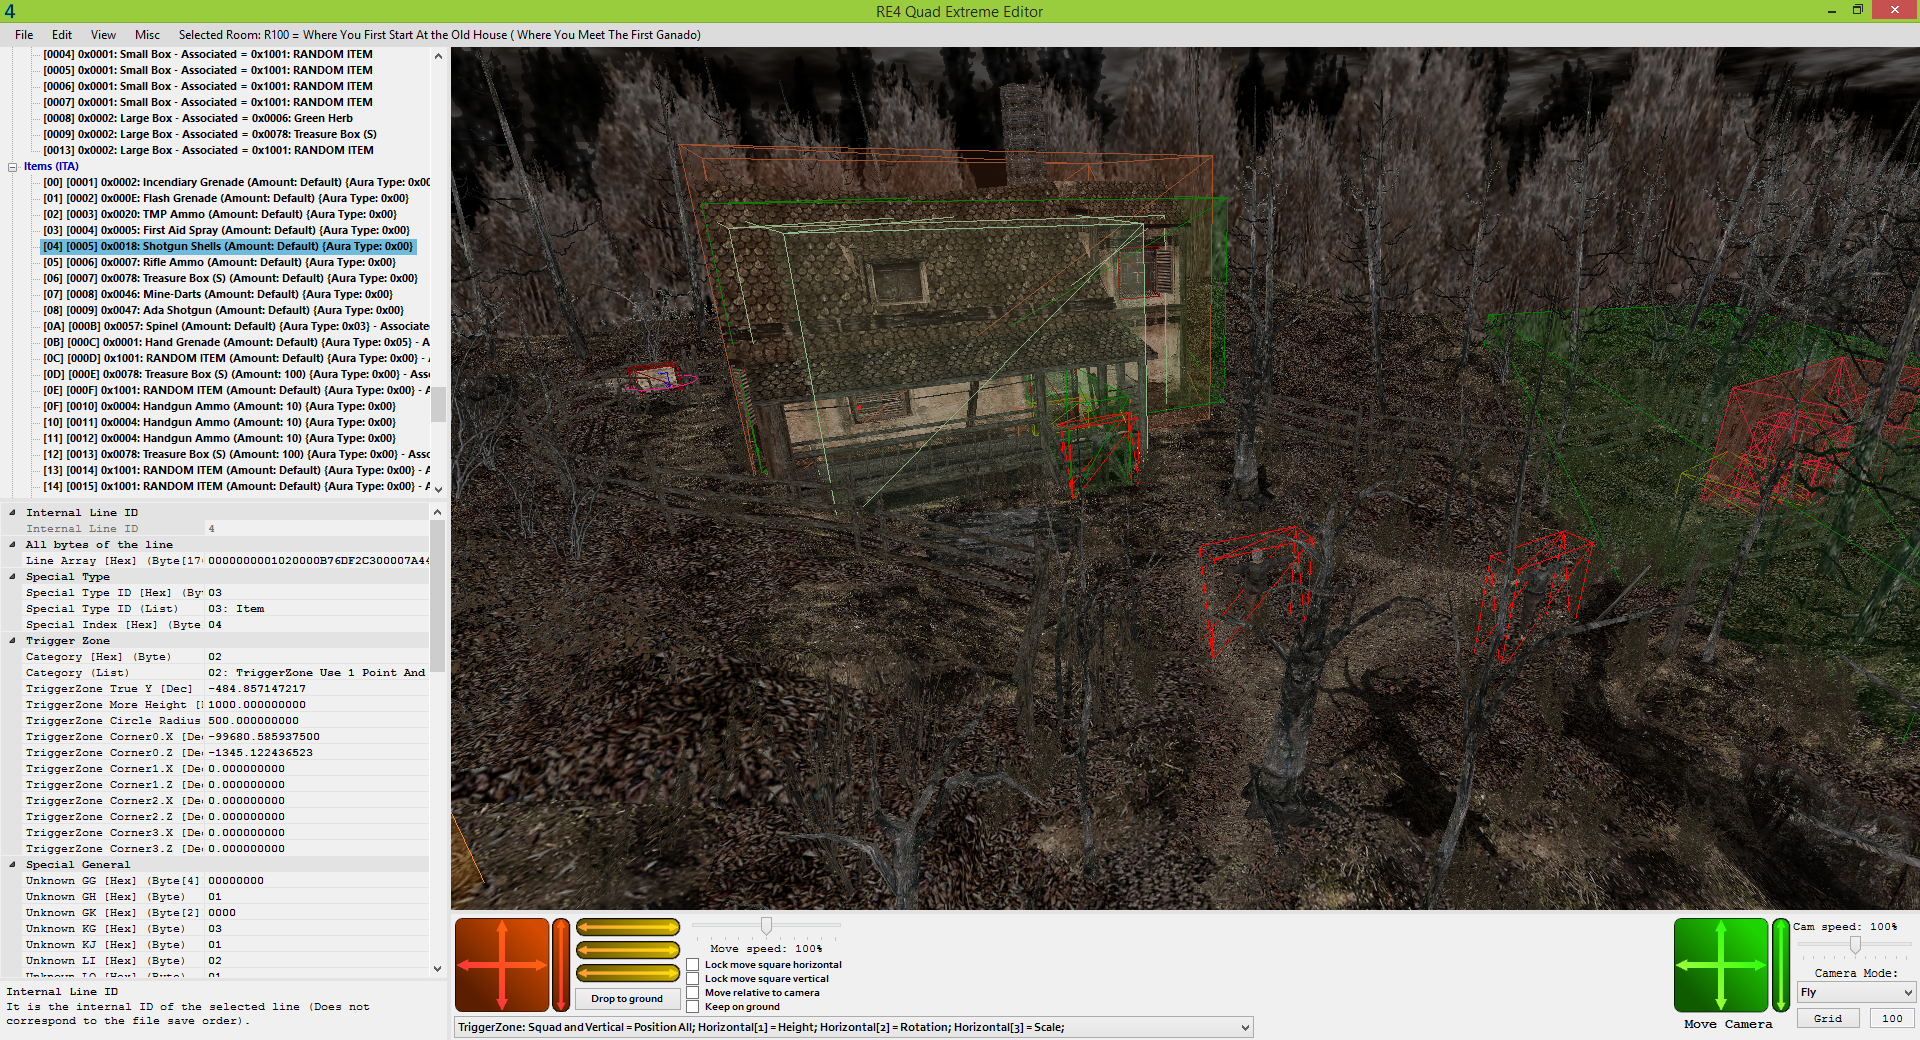 4
RE4 Quad Extreme Editor
File Edit View Misc Selected Room: R100 = Where You First Start At the Old House ( Where You Meet The First Ganado)
[0004] 0x0001: Small Box - Associated = 0x1001: RANDOM ITEM
[0005] 0x0001: Small Box - Associated = 0x1001: RANDOM ITEM
[0006] 0x0001: Small Box - Associated = 0x1001: RANDOM ITEM
[0007] 0x0001: Small Box - Associated = 0x1001: RANDOM ITEM
[0008] 0x0002: Large Box - Associated = 0x0006: Green Herb
[0009] 0x0002: Large Box - Associated = 0x0078: Treasure Box (S)
[0013] 0x0002: Large Box - Associated = 0x1001: RANDOM ITEM
Items (ITA)
[00] [0001] 0x0002: Incendiary Grenade (Amount: Default) {Aura Type: 0x00
[01] [0002] 0x000E: Flash Grenade (Amount: Default) {Aura Type: 0x00}
[02] [0003] 0x0020: TMP Ammo (Amount: Default) {Aura Type: 0x00}
[03] [0004] 0x0005: First Aid Spray (Amount: Default) {Aura Type: 0x00}
[04] [0005] 0x0018: Shotgun Shells (Amount: Default) {Aura Type: 0x00}
[05] [0006] 0x0007: Rifle Ammo (Amount: Default) {Aura Type: 0x00}
[06] [0007] 0x0078: Treasure Box (S) (Amount: Default) {Aura Type: 0x00}
[07] [0008] 0x0046: Mine-Darts (Amount: Default) {Aura Type: 0x00}
[08] [0009] 0x0047: Ada Shotgun (Amount: Default) {Aura Type: 0x00}
[0A] [000B] 0x0057: Spinel (Amount: Default) {Aura Type: 0x03} - Associate
[0B] [000C] 0x0001: Hand Grenade (Amount: Default) {Aura Type: 0x05} - A
[0C] [000D] 0x1001: RANDOM ITEM (Amount: Default) {Aura Type: 0x00} -
[0D] [000E] 0x0078: Treasure Box (S) (Amount: 100) {Aura Type: 0x00} - Ass
[0E] [000F] 0x1001: RANDOM ITEM (Amount: Default) {Aura Type: 0x00} -
[0F] [0010] 0x0004: Handgun Ammo (Amount: 10) {Aura Type: 0x00}
[10] [0011] 0x0004: Handgun Ammo (Amount: 10) {Aura Type: 0x00}
[11] [0012] 0x0004: Handgun Ammo (Amount: 10) {Aura Type: 0x00}
[12] [0013] 0x0078: Treasure Box (S) (Amount: 100) {Aura Type: 0x00} - Asso
[13] [0014] 0x1001: RANDOM ITEM (Amount: Default) {Aura Type: 0x00} - A
[14] [0015] 0x1001: RANDOM ITEM (Amount: Default) {Aura Type: 0x00} - A
Internal Line ID
Internal Line ID 4
All bytes of the line
Line Array [Hex] (Byte[17 0000000001020000B76DF2C300007A44
Special Type
Special Type ID [Hex] (By 03
Special Type ID (List) 03: Item
Special Index [Hex] (Byte 04
Trigger Zone
Category [Hex] (Byte) 02
Category (List) 02: TriggerZone Use 1 Point And
TriggerZone True Y [Dec] -484.857147217
TriggerZone More Height [ 1000.000000000
TriggerZone Circle Radius 500.000000000
TriggerZone Corner0.X [De -99680.585937500
TriggerZone Corner0.Z [De -1345.122436523
TriggerZone Corner1.X [De 0.000000000
TriggerZone Corner1.Z [De 0.000000000
TriggerZone Corner2.X [De 0.000000000
TriggerZone Corner2.Z [De 0.000000000
TriggerZone Corner3.X [De 0.000000000
TriggerZone Corner3.Z [De 0.000000000
Special General
Unknown GG [Hex] (Byte[4] 00000000
Unknown GH [Hex] (Byte) 01
Unknown GK [Hex] (Byte[2] 0000
Unknown KG [Hex] (Byte) 03
Unknown KJ [Hex] (Byte) 01
Unknown LI [Hex] (Byte) 02
Unknown LO [Hex] (Byte) 01
Internal Line ID
It is the internal ID of the selected line (Does not
correspond to the file save order).
Drop to ground
Move speed: 100%
Lock move square horizontal
Lock move square vertical
Move relative to camera
Keep on ground
TriggerZone: Squad and Vertical = Position All; Horizontal[1] = Height; Horizontal[2] = Rotation; Horizontal[3] = Scale;
Move Camera
Cam speed: 100%
Camera Mode:
Fly
Grid 100